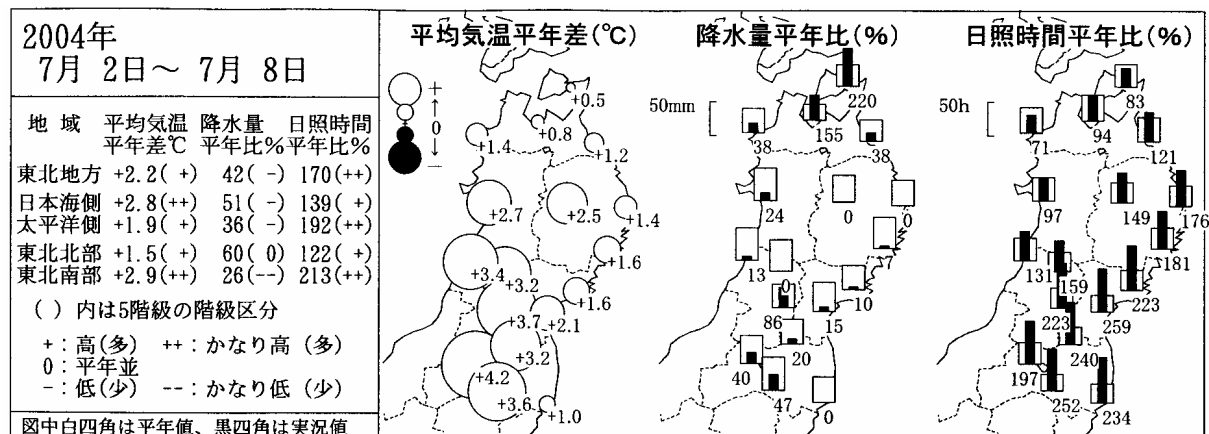 2004年
7月 2日～ 7月 8日
地 域 平均気温 降水量 日照時間
平年差℃ 平年比% 平年比%
東北地方 +2.2( +) 42( -) 170(++)
日本海側 +2.8(++) 51( -) 139( +)
太平洋側 +1.9( +) 36( -) 192(++)
東北北部 +1.5( +) 60( 0) 122( +)
東北南部 +2.9(++) 26(--) 213(++)
( ) 内は5階級の階級区分
+：高(多) ++：かなり高 (多)
0：平年並
-：低(少) --：かなり低 (少)
図中白四角は平年値、黒四角は実況値
平均気温平年差(℃)
+
↑
0
↓
-
+0.5
+0.8
+1.4
+1.2
+2.7
+2.5
+1.4
+1.6
+3.4
+3.2
+1.6
+3.7
+2.1
+3.2
+4.2
+3.6
+1.0
降水量平年比(%)
50mm
220
155
38
38
24
0
0
7
13
0
10
86
15
20
40
47
0
日照時間平年比(%)
50h
83
94
71
121
97
149
176
181
131
159
223
223
259
240
197
252
234